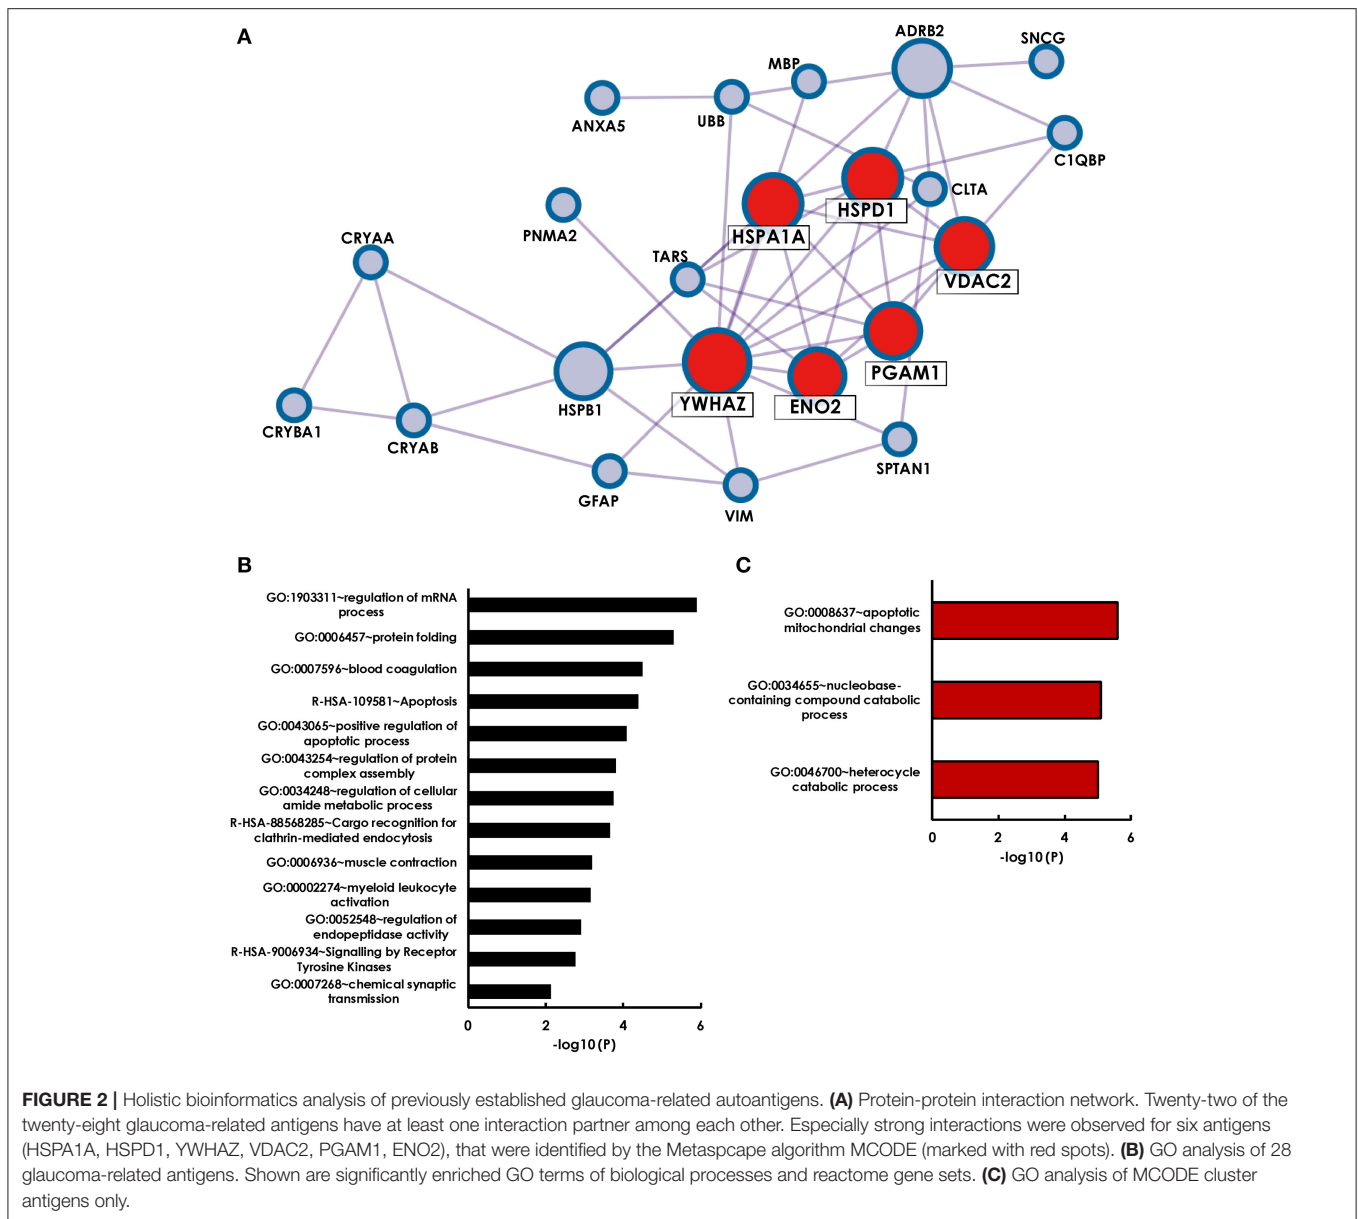 A
ADRB2
SNCG
MBP
ANXA5
UBB
C1QBP
CLTA
HSPD1
HSPA1A
PNMA2
CRYAA
TARS
VDAC2
PGAM1
YWHAZ
ENO2
HSPB1
CRYBA1
CRYAB
SPTAN1
GFAP
VIM
B
GO:1903311~regulation of mRNA
process
GO:0006457~protein folding
GO:0007596~blood coagulation
R-HSA-109581~Apoptosis
GO:0043065~positive regulation of
apoptotic process
GO:0043254~regulation of protein
complex assembly
GO:0034248~regulation of cellular
amide metabolic process
R-HSA-88568285~Cargo recognition for
clathrin-mediated endocytosis
GO:0006936~muscle contraction
GO:00002274~myeloid leukocyte
activation
GO:0052548~regulation of
endopeptidase activity
R-HSA-9006934~Signalling by Receptor
Tyrosine Kinases
GO:0007268~chemical synaptic
transmission
0 2 4 6
-log10(P)
C
GO:0008637~apoptotic
mitochondrial changes
GO:0034655~nucleobase-
containing compound catabolic
process
GO:0046700~heterocycle
catabolic process
0 2 4 6
-log10(P)
FIGURE 2 | Holistic bioinformatics analysis of previously established glaucoma-related autoantigens. (A) Protein-protein interaction network. Twenty-two of the
twenty-eight glaucoma-related antigens have at least one interaction partner among each other. Especially strong interactions were observed for six antigens
(HSPA1A, HSPD1, YWHAZ, VDAC2, PGAM1, ENO2), that were identified by the Metaspcape algorithm MCODE (marked with red spots). (B) GO analysis of 28
glaucoma-related antigens. Shown are significantly enriched GO terms of biological processes and reactome gene sets. (C) GO analysis of MCODE cluster
antigens only.